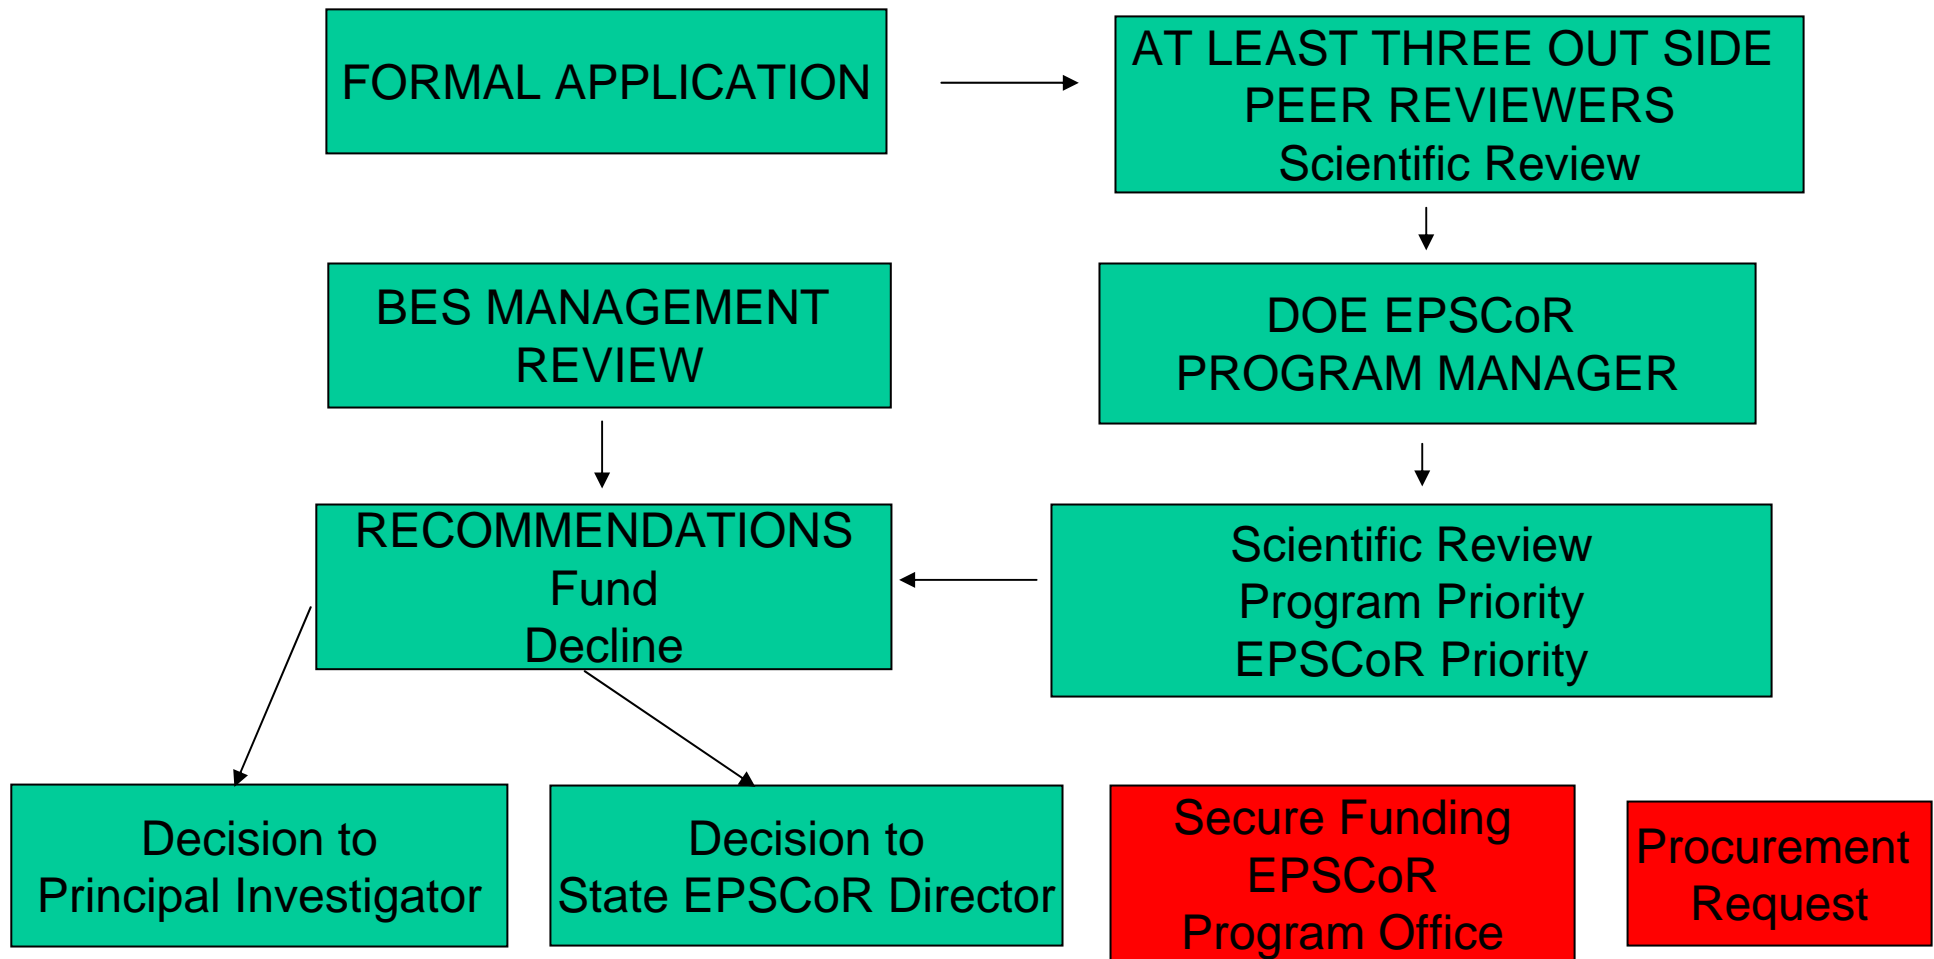 FORMAL APPLICATION
AT LEAST THREE OUT SIDE
PEER REVIEWERS
Scientific Review
BES MANAGEMENT
REVIEW
DOE EPSCoR
PROGRAM MANAGER
RECOMMENDATIONS
Fund
Decline
Scientific Review
Program Priority
EPSCoR Priority
Decision to
Principal Investigator
Decision to
State EPSCoR Director
Secure Funding
EPSCoR
Program Office
Procurement
Request